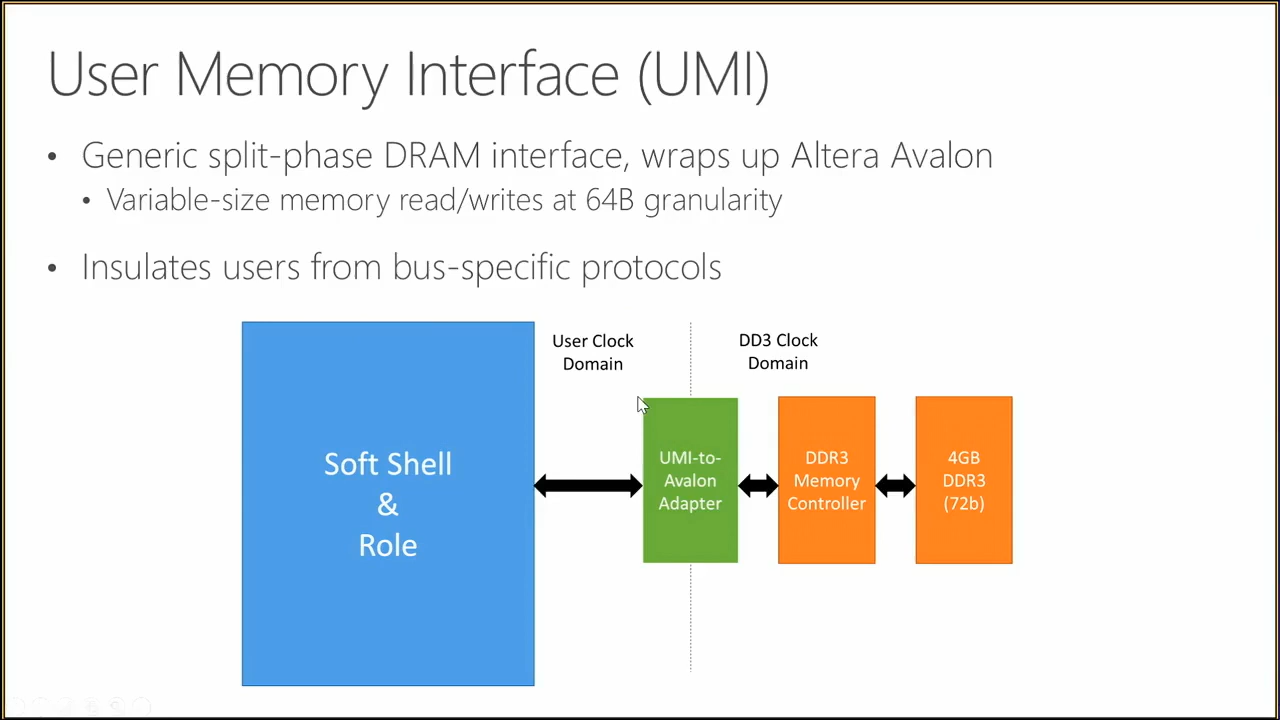 User Memory Interface (UMI)
• Generic split-phase DRAM interface, wraps up Altera Avalon
• Variable-size memory read/writes at 64B granularity
• Insulates users from bus-specific protocols
User Clock
Domain
DD3 Clock
Domain
Soft Shell
&
Role
UMI-to-
Avalon
Adapter
DDR3
Memory
Controller
4GB
DDR3
(72b)